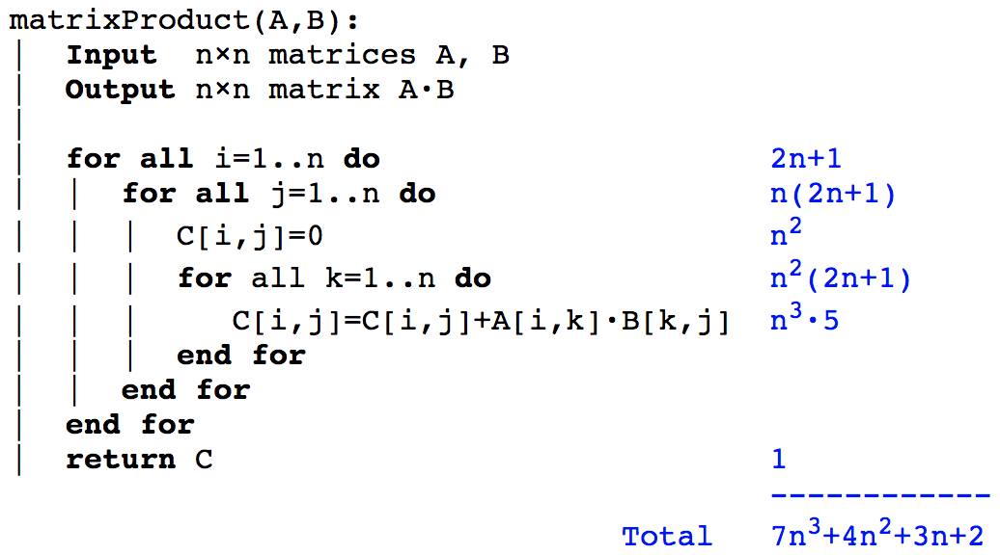 matrixProduct(A,B):
| Input n×n matrices A, B
| Output n×n matrix A·B
|
| for all i=1..n do 2n+1
| | for all j=1..n do n(2n+1)
| | | C[i,j]=0 n²
| | | for all k=1..n do n²(2n+1)
| | | C[i,j]=C[i,j]+A[i,k]·B[k,j] n³·5
| | | end for
| | end for
| end for
| return C 1
------------
Total 7n³+4n²+3n+2